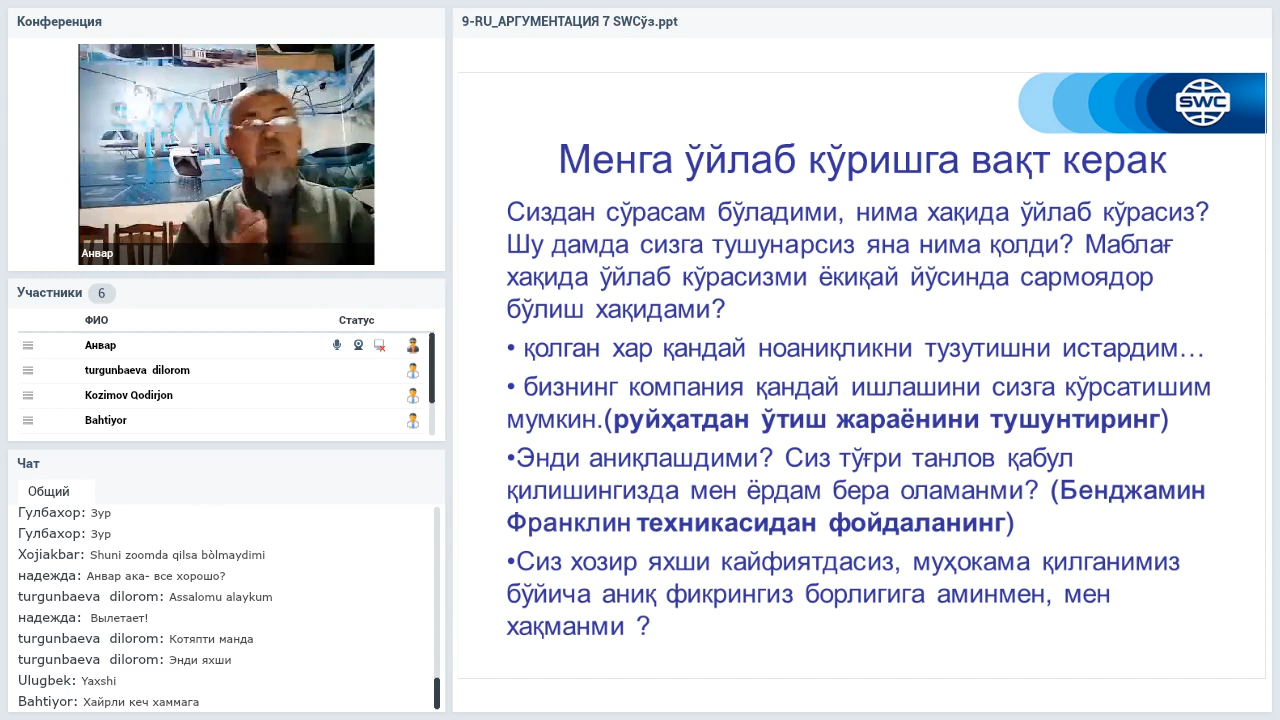 Конференция
Анвар
Участники 6
ФИО Статус
Анвар
turgunbaeva dilorom
Kozimov Qodirjon
Bahtiyor
Чат
Общий
Гулбахор: Зур
Гулбахор: Зур
Xojiakbar: Shuni zoomda qilsa bòlmaydimi
надежда: Анвар ака- все хорошо?
turgunbaeva dilorom: Assalomu alaykum
надежда: Вылетает!
turgunbaeva dilorom: Котяпти манда
turgunbaeva dilorom: Энди яхши
Ulugbek: Yaxshi
Bahtiyor: Хайрли кеч хаммага
9-RU_АРГУМЕНТАЦИЯ 7 SWCўз.ppt
SWC
Менга ўйлаб кўришга вақт керак
Сиздан сўрасам бўладими, нима хақида ўйлаб кўрасиз?
Шу дамда сизга тушунарсиз яна нима қолди? Маблағ
хақида ўйлаб кўрасизми ёкиқай йўсинда сармоядор
бўлиш хақидами?
• қолган хар қандай ноаниқликни тузутишни истардим…
• бизнинг компания қандай ишлашини сизга кўрсатишим
мумкин.(руйҳатдан ўтиш жараёнини тушунтиринг)
•Энди аниқлашдими? Сиз тўғри танлов қабул
қилишингизда мен ёрдам бера оламанми? (Бенджамин
Франклин техникасидан фойдаланинг)
•Сиз хозир яхши кайфиятдасиз, муҳокама қилганимиз
бўйича аниқ фикрингиз борлигига аминмен, мен
хақманми ?